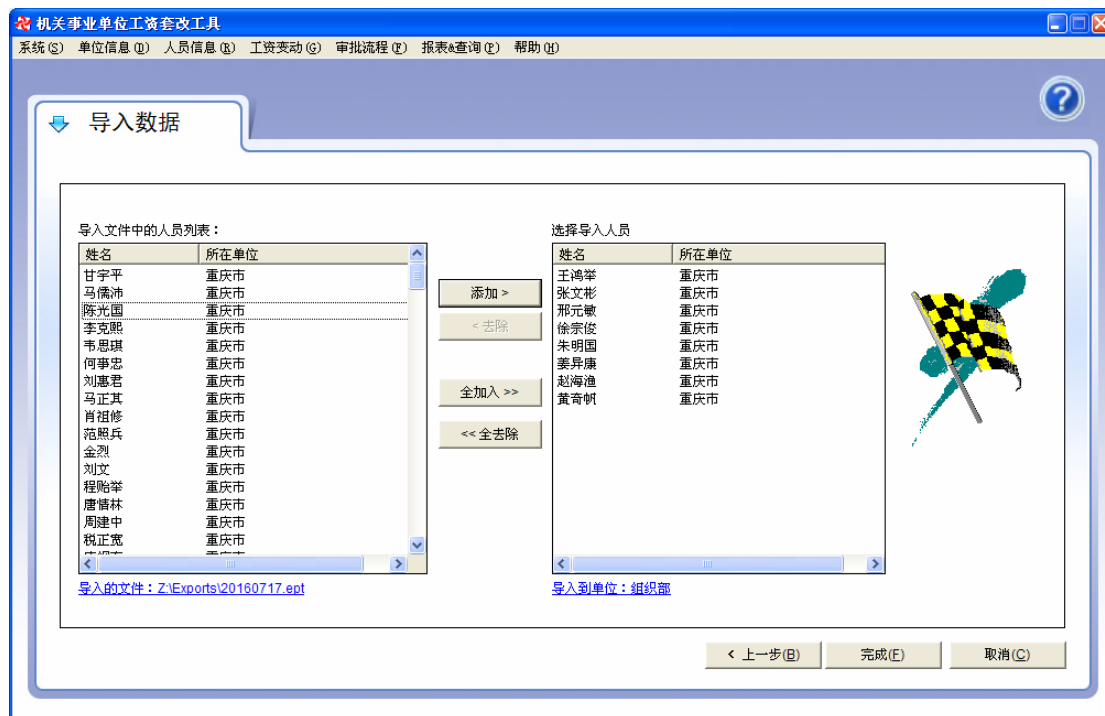 机关事业单位工资套改工具
系统(S) 单位信息(D) 人员信息(R) 工资变动(G) 审批流程(F) 报表&查询(P) 帮助(H)
导入数据
导入文件中的人员列表：
姓名 所在单位
甘宇平 重庆市
马儒沛 重庆市
陈光国 重庆市
李克熙 重庆市
韦思琪 重庆市
何事忠 重庆市
刘惠君 重庆市
马正其 重庆市
肖祖修 重庆市
范照兵 重庆市
金烈 重庆市
刘文 重庆市
程贻举 重庆市
唐情林 重庆市
周建中 重庆市
税正宽 重庆市
导入的文件：Z:\Exports\20160717.ept
添加 >
< 去除
全加入 >>
<< 全去除
选择导入人员
姓名 所在单位
王鸿举 重庆市
张文彬 重庆市
邢元敏 重庆市
徐宗俊 重庆市
朱明国 重庆市
姜异康 重庆市
赵海渔 重庆市
黄奇帆 重庆市
导入到单位：组织部
< 上一步(B) 完成(F) 取消(C)